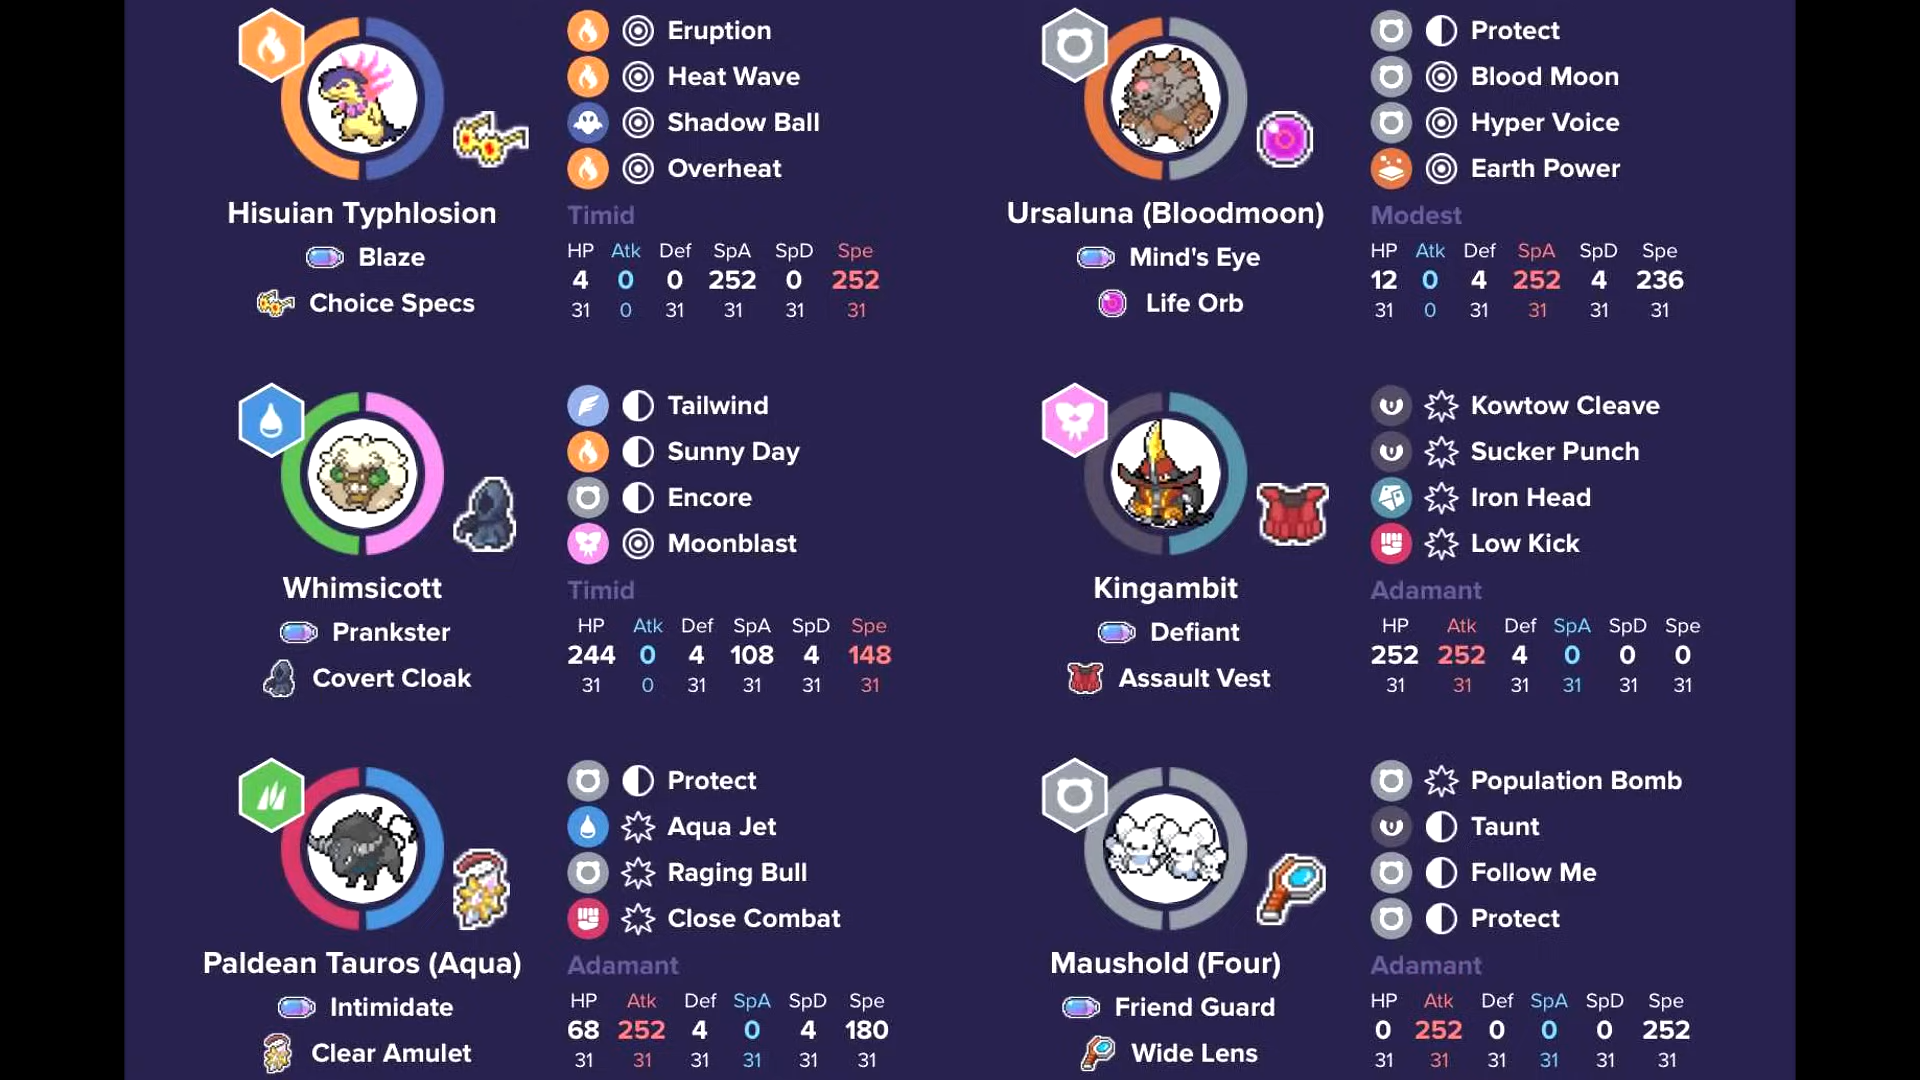 Eruption
Heat Wave
Shadow Ball
Overheat
Hisuian Typhlosion
Timid
Blaze
Choice Specs
HP Atk Def SpA SpD Spe
4 0 0 252 0 252
31 0 31 31 31 31
Protect
Blood Moon
Hyper Voice
Earth Power
Ursaluna (Bloodmoon)
Modest
Mind's Eye
Life Orb
HP Atk Def SpA SpD Spe
12 0 4 252 4 236
31 0 31 31 31 31
Tailwind
Sunny Day
Encore
Moonblast
Whimsicott
Timid
Prankster
Covert Cloak
HP Atk Def SpA SpD Spe
244 0 4 108 4 148
31 0 31 31 31 31
Kowtow Cleave
Sucker Punch
Iron Head
Low Kick
Kingambit
Adamant
Defiant
Assault Vest
HP Atk Def SpA SpD Spe
252 252 4 0 0 0
31 31 31 31 31 31
Protect
Aqua Jet
Raging Bull
Close Combat
Paldean Tauros (Aqua)
Adamant
Intimidate
Clear Amulet
HP Atk Def SpA SpD Spe
68 252 4 0 4 180
31 31 31 31 31 31
Population Bomb
Taunt
Follow Me
Protect
Maushold (Four)
Adamant
Friend Guard
Wide Lens
HP Atk Def SpA SpD Spe
0 252 0 0 0 252
31 31 31 31 31 31